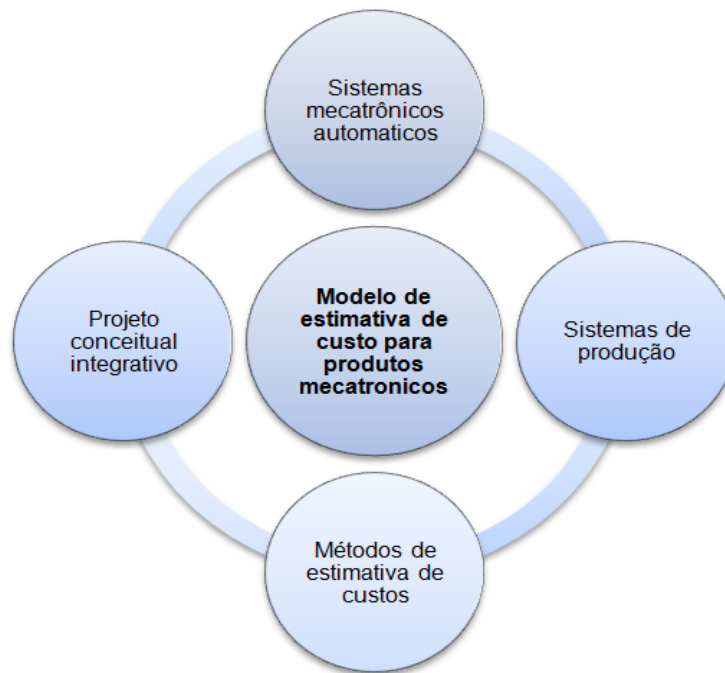 Sistemas
mecatrônicos
automaticos
Projeto
conceitual
integrativo
Modelo de
estimativa de
custo para
produtos
mecatronicos
Sistemas de
produção
Métodos de
estimativa de
custos